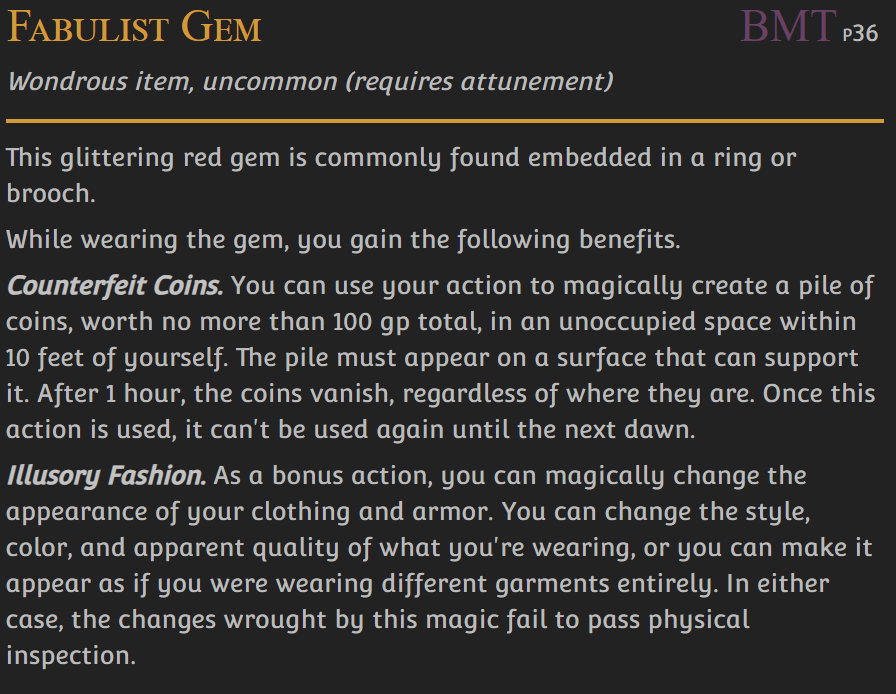 Fabulist Gem BMT p36
Wondrous item, uncommon (requires attunement)
This glittering red gem is commonly found embedded in a ring or
brooch.
While wearing the gem, you gain the following benefits.
Counterfeit Coins. You can use your action to magically create a pile of
coins, worth no more than 100 gp total, in an unoccupied space within
10 feet of yourself. The pile must appear on a surface that can support
it. After 1 hour, the coins vanish, regardless of where they are. Once this
action is used, it can't be used again until the next dawn.
Illusory Fashion. As a bonus action, you can magically change the
appearance of your clothing and armor. You can change the style,
color, and apparent quality of what you're wearing, or you can make it
appear as if you were wearing different garments entirely. In either
case, the changes wrought by this magic fail to pass physical
inspection.